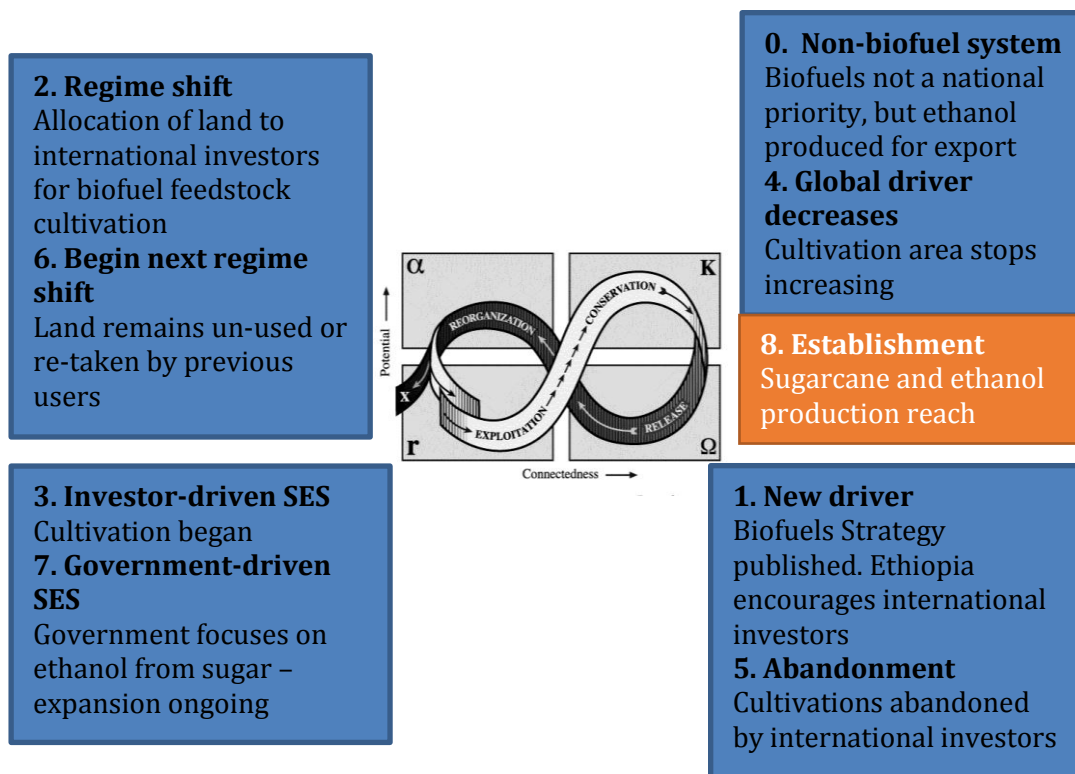 2. Regime shift
Allocation of land to
international investors
for biofuel feedstock
cultivation
6. Begin next regime
shift
Land remains un-used or
re-taken by previous
users
0. Non-biofuel system
Biofuels not a national
priority, but ethanol
produced for export
4. Global driver
decreases
Cultivation area stops
increasing
8. Establishment
Sugarcane and ethanol
production reach
α
K
REORGANIZATION
CONSERVATION
Potential
x
EXPLOITATION
RELEASE
r
Ω
Connectedness
3. Investor-driven SES
Cultivation began
7. Government-driven
SES
Government focuses on
ethanol from sugar –
expansion ongoing
1. New driver
Biofuels Strategy
published. Ethiopia
encourages international
investors
5. Abandonment
Cultivations abandoned
by international investors